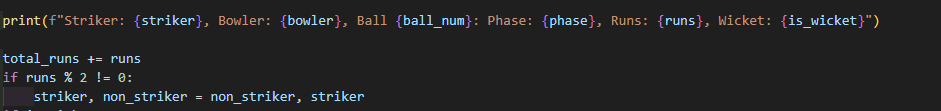 print(f"Striker: {striker}, Bowler: {bowler}, Ball {ball_num}: Phase: {phase}, Runs: {runs}, Wicket: {is_wicket}")
total_runs += runs
if runs % 2 != 0:
    striker, non_striker = non_striker, striker